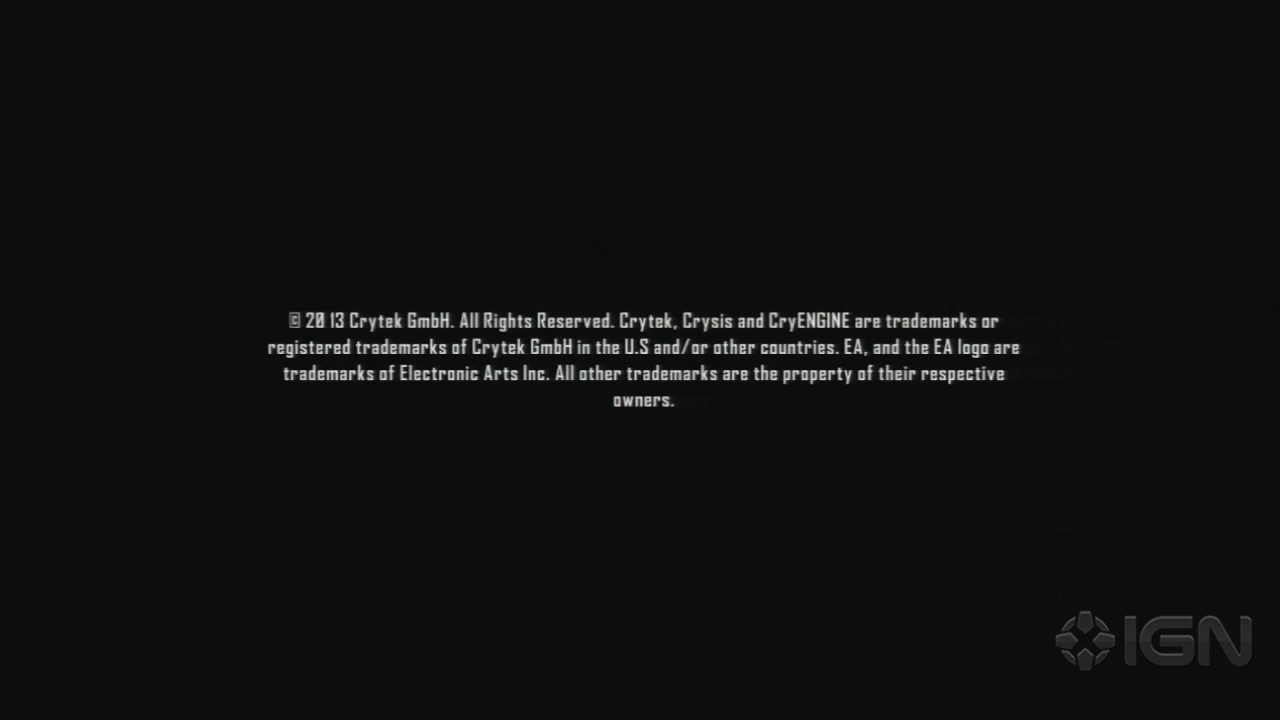 © 2013 Crytek GmbH. All Rights Reserved. Crytek, Crysis and CryENGINE are trademarks or
registered trademarks of Crytek GmbH in the U.S and/or other countries. EA, and the EA logo are
trademarks of Electronic Arts Inc. All other trademarks are the property of their respective
owners.
IGN